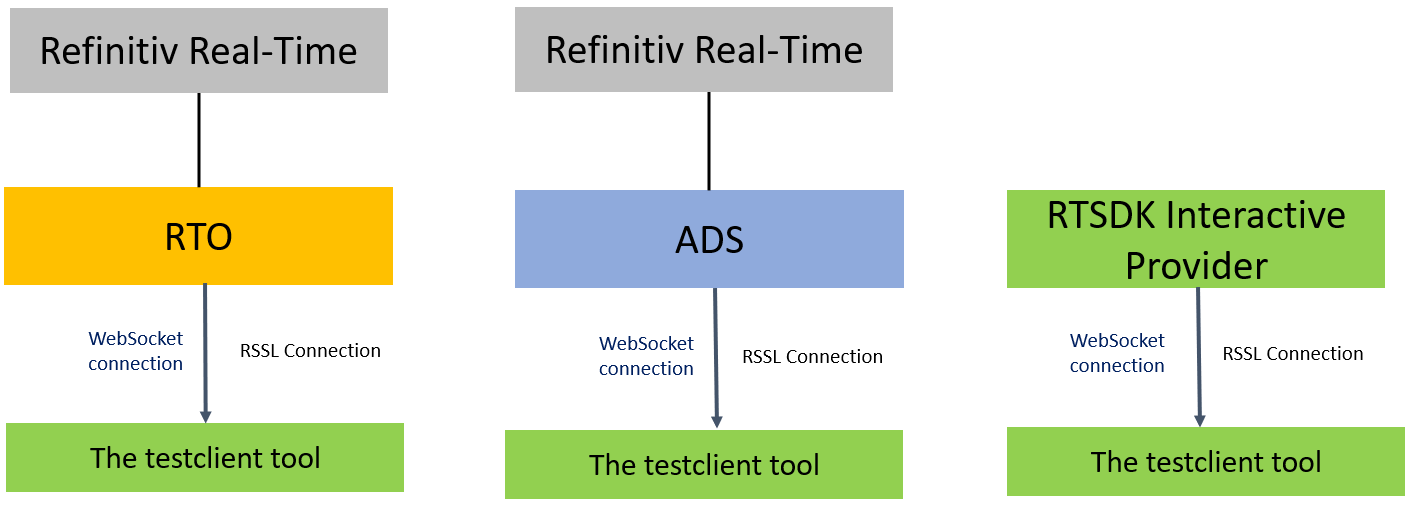 Refinitiv Real-Time
Refinitiv Real-Time
RTO
ADS
RTSDK Interactive
Provider
WebSocket
connection
RSSL Connection
WebSocket
connection
RSSL Connection
WebSocket
connection
RSSL Connection
The testclient tool
The testclient tool
The testclient tool